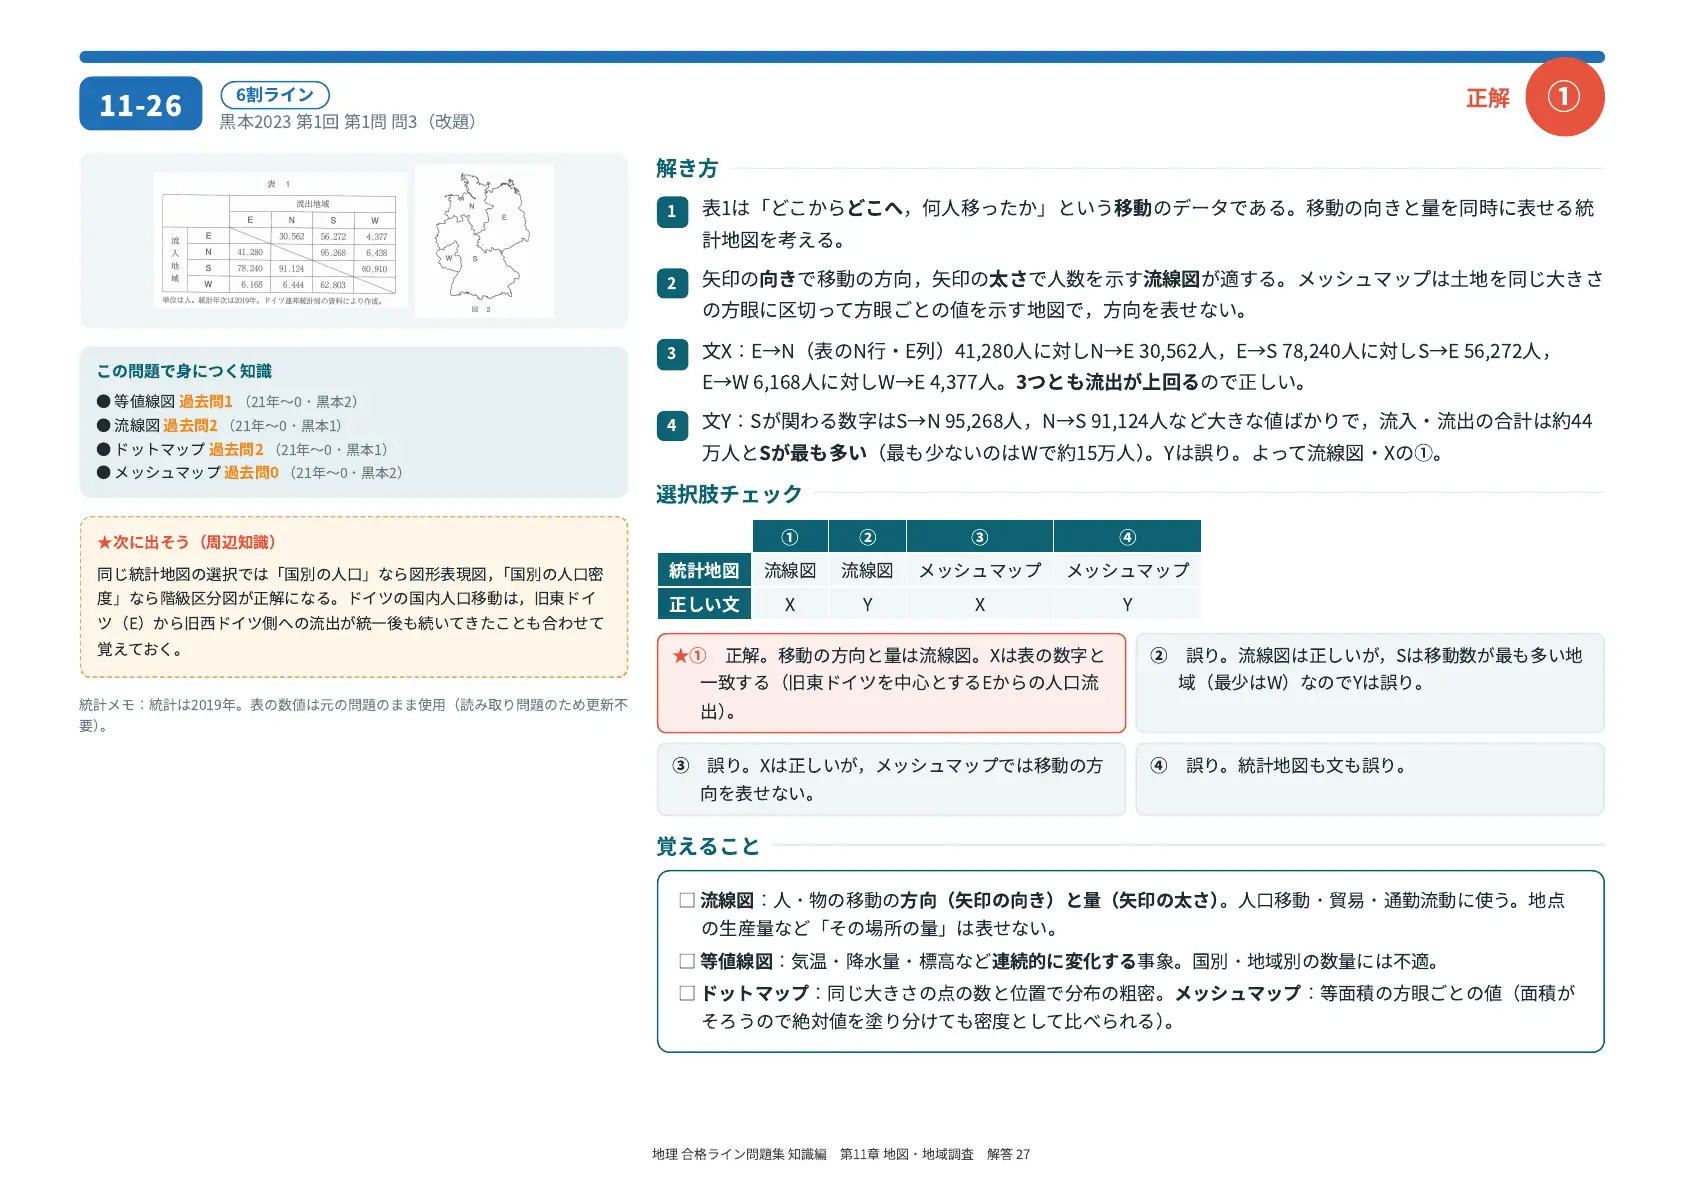 11-26
6割ライン
黒本2023 第1回 第1問 問3（改題）
正解 ①
表 1
流出地域
E N S W
流入地域
E 30,562 56,272 4,377
N 41,280 95,268 6,438
S 78,240 91,124 60,910
W 6,168 6,444 62,803
単位は人。統計年次は2019年。ドイツ連邦統計局の資料により作成。
N
E
W
S
図 2
この問題で身につく知識
●等値線図 過去問1（21年〜0・黒本2）
●流線図 過去問2（21年〜0・黒本1）
●ドットマップ 過去問2（21年〜0・黒本1）
●メッシュマップ 過去問0（21年〜0・黒本2）
★次に出そう（周辺知識）
同じ統計地図の選択では「国別の人口」なら図形表現図，「国別の人口密
度」なら階級区分図が正解になる。ドイツの国内人口移動は，旧東ドイ
ツ（E）から旧西ドイツ側への流出が統一後も続いてきたことも合わせて
覚えておく。
統計メモ：統計は2019年。表の数値は元の問題のまま使用（読み取り問題のため更新不
要）。
解き方
1 表1は「どこからどこへ，何人移ったか」という移動のデータである。移動の向きと量を同時に表せる統
計地図を考える。
2 矢印の向きで移動の方向，矢印の太さで人数を示す流線図が適する。メッシュマップは土地を同じ大きさ
の方眼に区切って方眼ごとの値を示す地図で，方向を表せない。
3 文X：E→N（表のN行・E列）41,280人に対しN→E 30,562人，E→S 78,240人に対しS→E 56,272人，
E→W 6,168人に対しW→E 4,377人。3つとも流出が上回るので正しい。
4 文Y：Sが関わる数字はS→N 95,268人，N→S 91,124人など大きな値ばかりで，流入・流出の合計は約44
万人とSが最も多い（最も少ないのはWで約15万人）。Yは誤り。よって流線図・Xの①。
選択肢チェック
① ② ③ ④
統計地図 流線図 流線図 メッシュマップ メッシュマップ
正しい文 X Y X Y
★① 正解。移動の方向と量は流線図。Xは表の数字と
一致する（旧東ドイツを中心とするEからの人口流
出）。
② 誤り。流線図は正しいが，Sは移動数が最も多い地
域（最少はW）なのでYは誤り。
③ 誤り。Xは正しいが，メッシュマップでは移動の方
向を表せない。
④ 誤り。統計地図も文も誤り。
覚えること
□ 流線図：人・物の移動の方向（矢印の向き）と量（矢印の太さ）。人口移動・貿易・通勤流動に使う。地点
の生産量など「その場所の量」は表せない。
□ 等値線図：気温・降水量・標高など連続的に変化する事象。国別・地域別の数量には不適。
□ ドットマップ：同じ大きさの点の数と位置で分布の粗密。メッシュマップ：等面積の方眼ごとの値（面積が
そろうので絶対値を塗り分けても密度として比べられる）。
地理 合格ライン問題集 知識編 第11章 地図・地域調査 解答 27